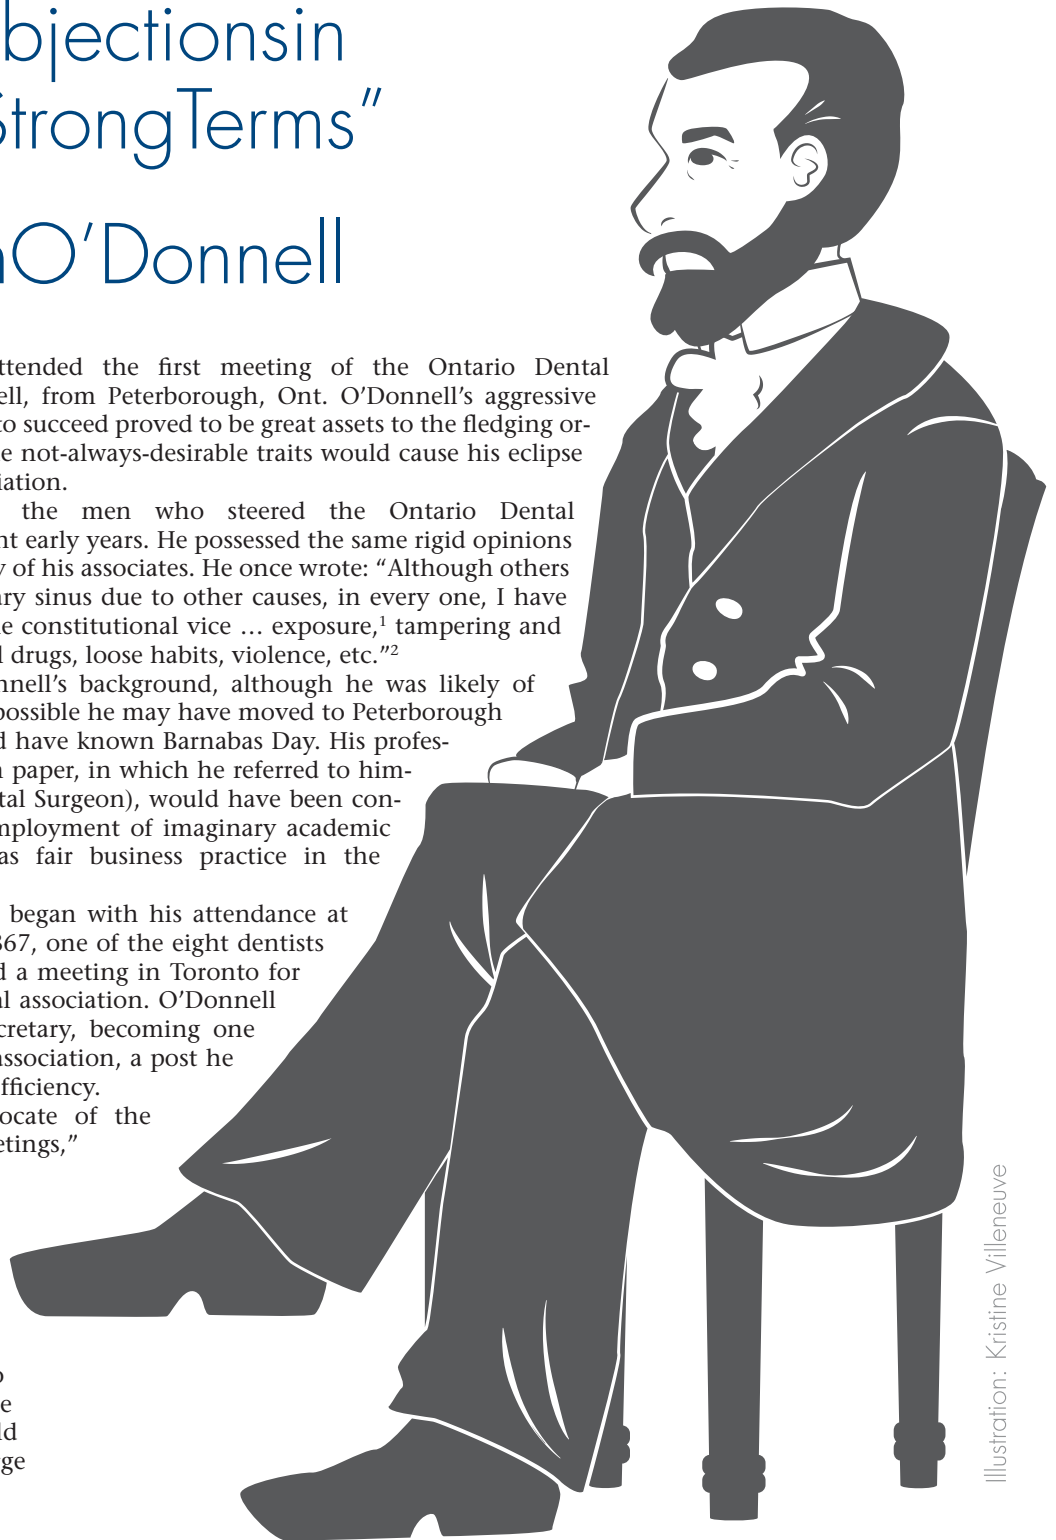 bjectionsin
StrongTerms”
O’Donnell
ttended the first meeting of the Ontario Dental
ell, from Peterborough, Ont. O’Donnell’s aggressive
to succeed proved to be great assets to the fledging or-
e not-always-desirable traits would cause his eclipse
iation.
the men who steered the Ontario Dental
nt early years. He possessed the same rigid opinions
y of his associates. He once wrote: “Although others
ary sinus due to other causes, in every one, I have
e constitutional vice … exposure,¹ tampering and
l drugs, loose habits, violence, etc.”²
nnell’s background, although he was likely of
possible he may have moved to Peterborough
d have known Barnabas Day. His profes-
n paper, in which he referred to him-
tal Surgeon), would have been con-
mployment of imaginary academic
as fair business practice in the
began with his attendance at
867, one of the eight dentists
d a meeting in Toronto for
al association. O’Donnell
cretary, becoming one
association, a post he
fficiency.
ocate of the
etings,”
o
e
ld
rge
Illustration: Kristine Villeneuve